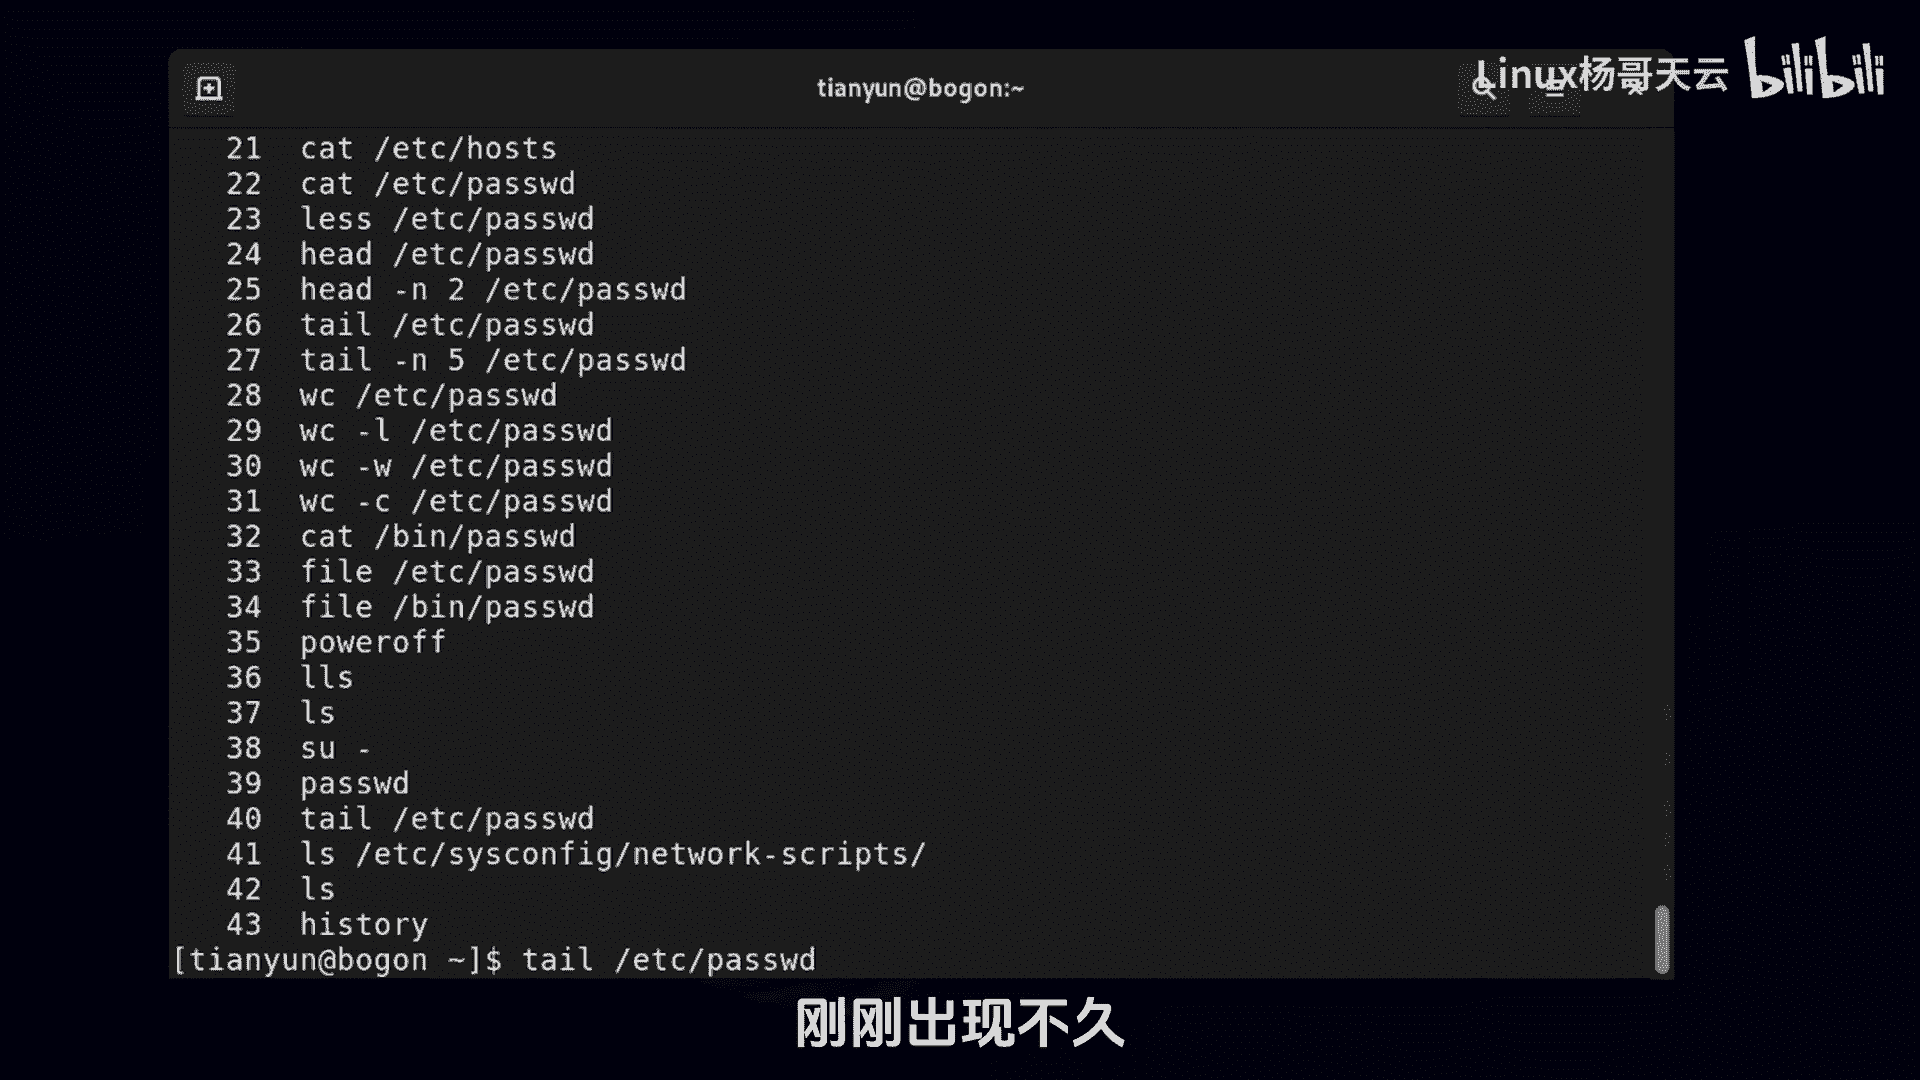 Linux杨哥天云 bilibili
tianyun@bogon:~
21 cat /etc/hosts
22 cat /etc/passwd
23 less /etc/passwd
24 head /etc/passwd
25 head -n 2 /etc/passwd
26 tail /etc/passwd
27 tail -n 5 /etc/passwd
28 wc /etc/passwd
29 wc -l /etc/passwd
30 wc -w /etc/passwd
31 wc -c /etc/passwd
32 cat /bin/passwd
33 file /etc/passwd
34 file /bin/passwd
35 poweroff
36 lls
37 ls
38 su -
39 passwd
40 tail /etc/passwd
41 ls /etc/sysconfig/network-scripts/
42 ls
43 history
[tianyun@bogon ~]$ tail /etc/passwd
刚刚出现不久